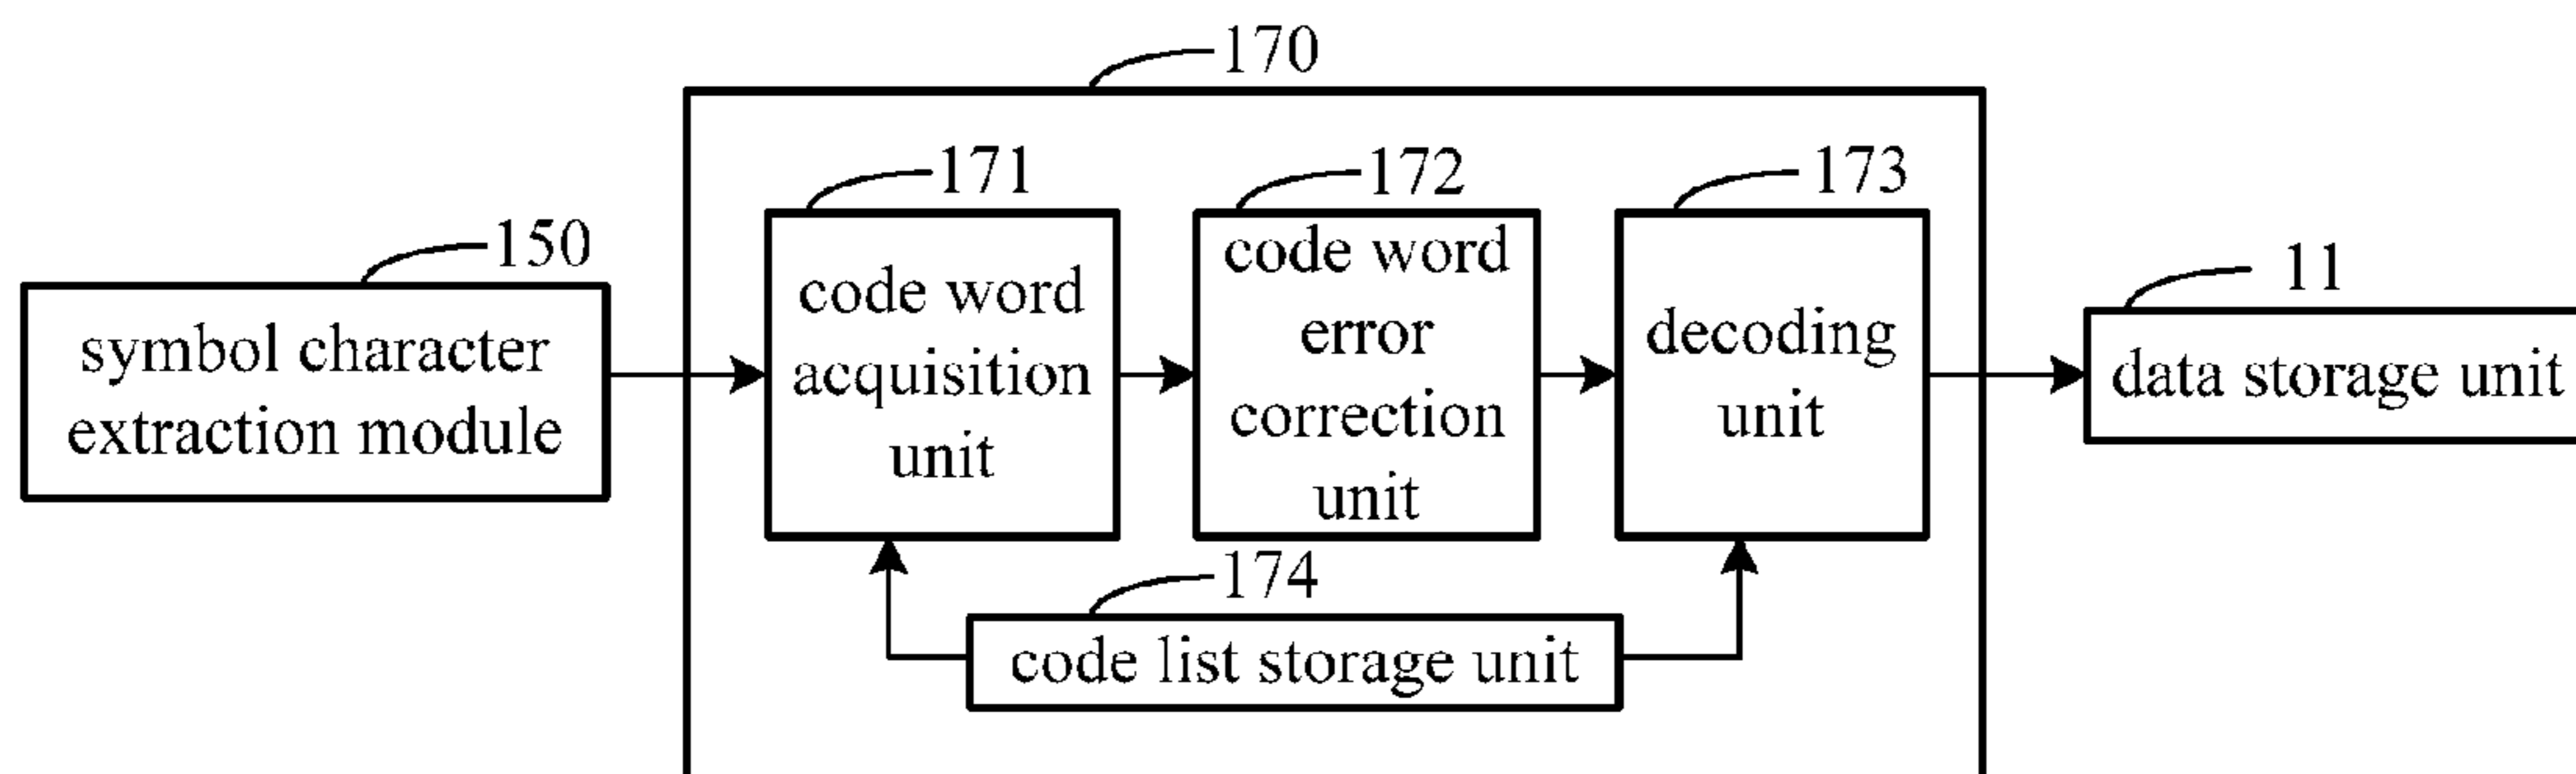 170
171
172
173
150
11
symbol character
extraction module
code word
acquisition
unit
code word
error
correction
unit
decoding
unit
data storage unit
174
code list storage unit